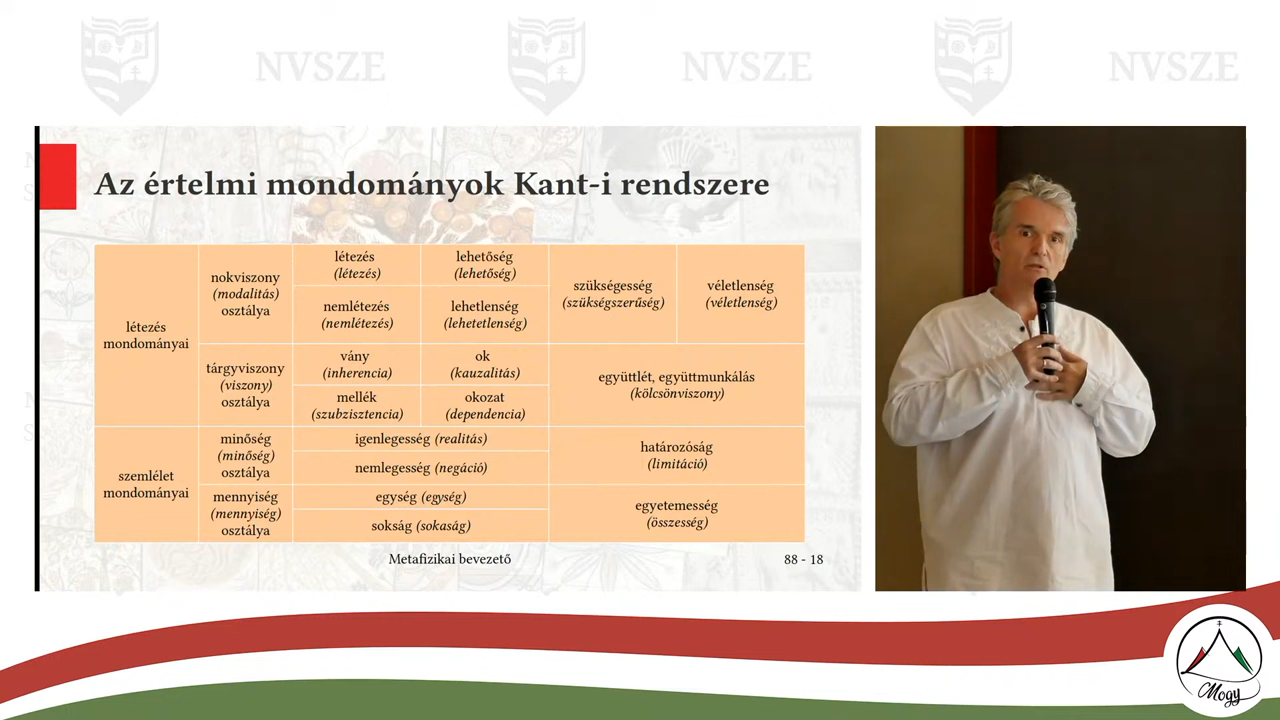 NVSZE NVSZE NVSZE
Az értelmi mondományok Kant-i rendszere
létezés
mondományai
nokviszony
(modalitás)
osztálya
létezés
(létezés)
lehetőség
(lehetőség)
szükségesség
(szükségszerűség)
véletlenség
(véletlenség)
nemlétezés
(nemlétezés)
lehetlenség
(lehetetlenség)
tárgyviszony
(viszony)
osztálya
vány
(inherencia)
ok
(kauzalitás)
együttlét, együttmunkálás
(kölcsönviszony)
mellék
(szubzisztencia)
okozat
(dependencia)
szemlélet
mondományai
minőség
(minőség)
osztálya
igenlegesség (realitás)
határozóság
(limitáció)
nemlegesség (negáció)
mennyiség
(mennyiség)
osztálya
egység (egység)
egyetemesség
(összesség)
sokság (sokaság)
Metafizikai bevezető
88 - 18
Mogy